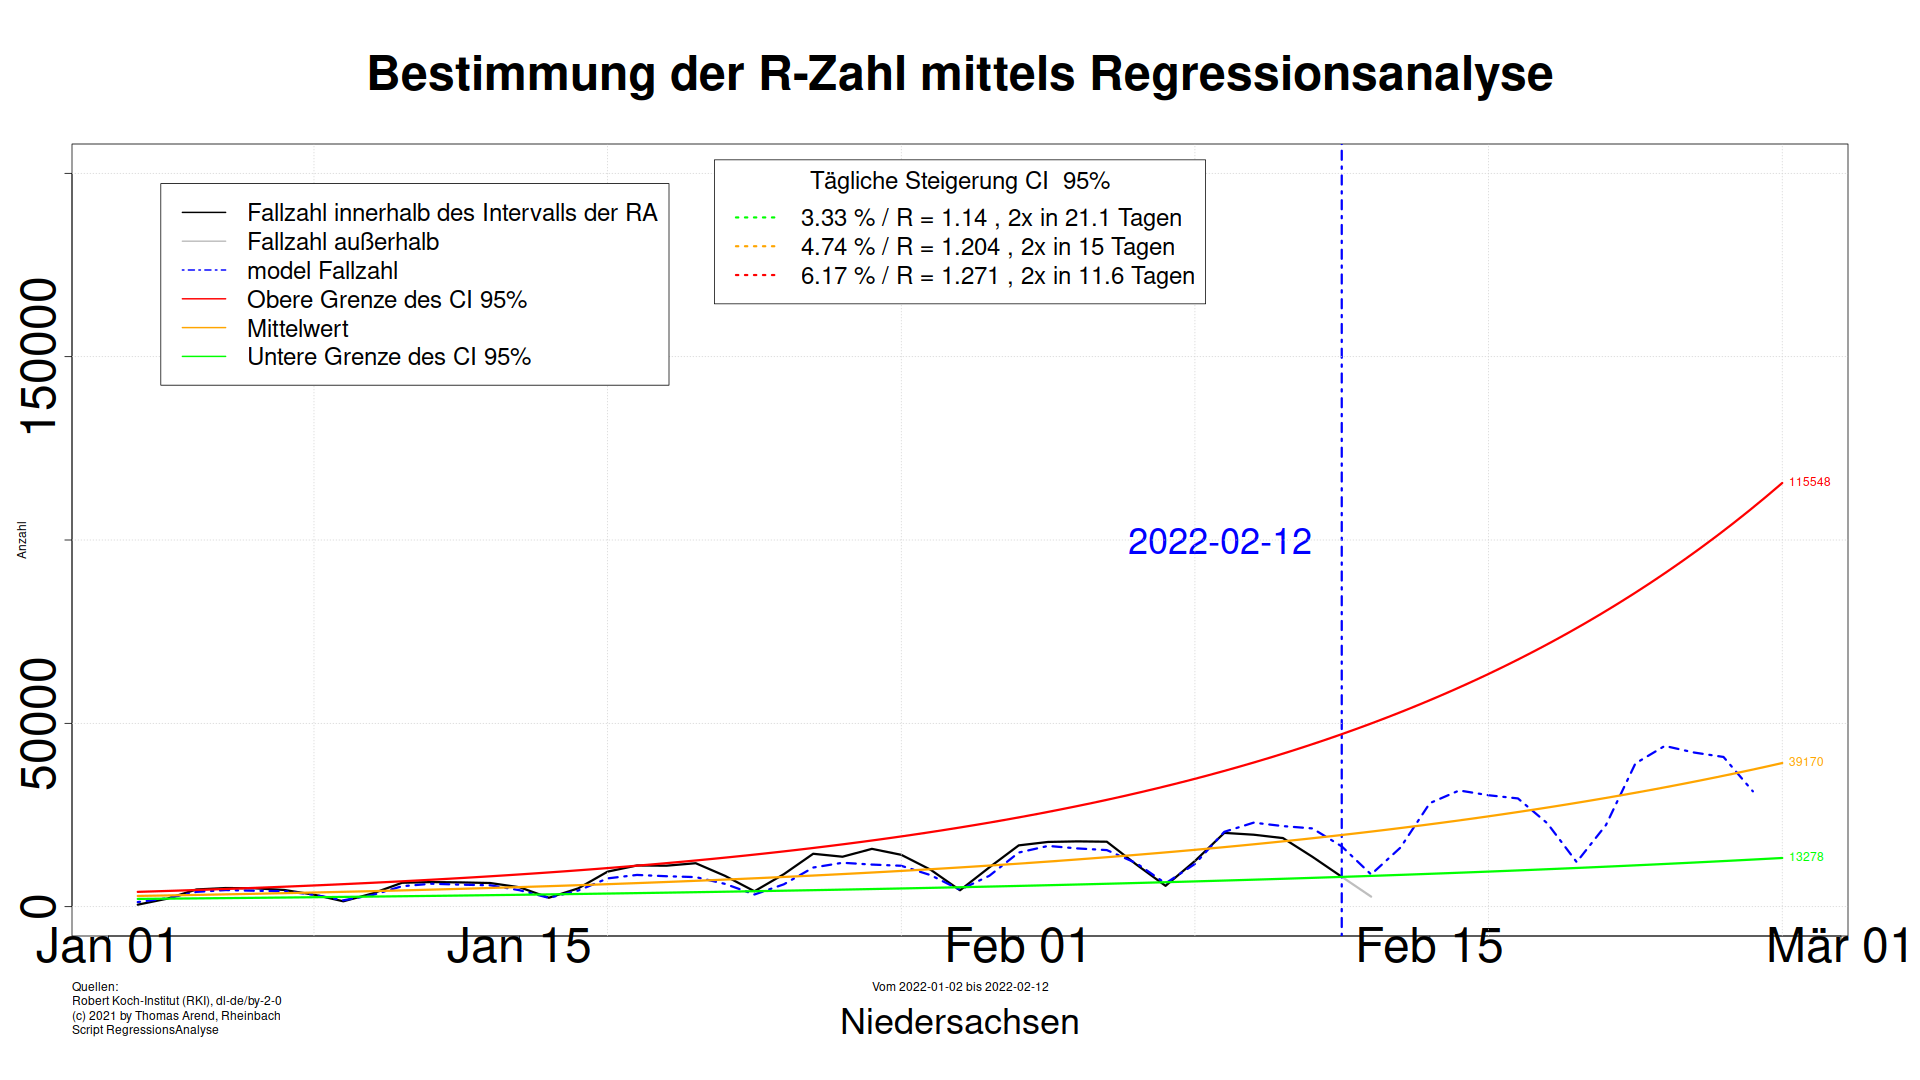 Bestimmung der R-Zahl mittels Regressionsanalyse
Fallzahl innerhalb des Intervalls der RA
Fallzahl außerhalb
model Fallzahl
Obere Grenze des CI 95%
Mittelwert
Untere Grenze des CI 95%
Tägliche Steigerung CI  95%
3.33 % / R = 1.14 , 2x in 21.1 Tagen
4.74 % / R = 1.204 , 2x in 15 Tagen
6.17 % / R = 1.271 , 2x in 11.6 Tagen
150000
50000
0
Anzahl
2022-02-12
115548
39170
13278
Jan 01
Jan 15
Feb 01
Feb 15
Mär 01
Quellen:
Robert Koch-Institut (RKI), dl-de/by-2-0
(c) 2021 by Thomas Arend, Rheinbach
Script RegressionsAnalyse
Vom 2022-01-02 bis 2022-02-12
Niedersachsen